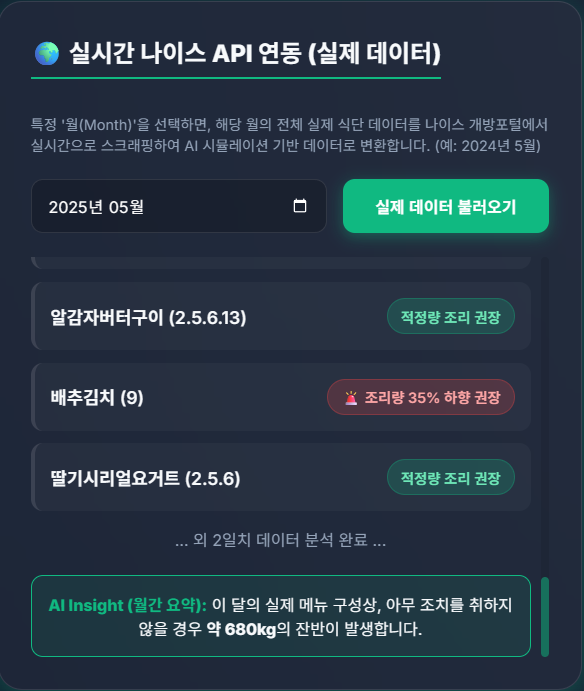 실시간 나이스 API 연동 (실제 데이터)
특정 '월(Month)'을 선택하면, 해당 월의 전체 실제 식단 데이터를 나이스 개방포털에서
실시간으로 스크래핑하여 AI 시뮬레이션 기반 데이터로 변환합니다. (예: 2024년 5월)
2025년 05월
실제 데이터 불러오기
알감자버터구이 (2.5.6.13)
적정량 조리 권장
배추김치 (9)
조리량 35% 하향 권장
딸기시리얼요거트 (2.5.6)
적정량 조리 권장
... 외 2일치 데이터 분석 완료 ...
AI Insight (월간 요약): 이 달의 실제 메뉴 구성상, 아무 조치를 취하지
않을 경우 약 680kg의 잔반이 발생합니다.